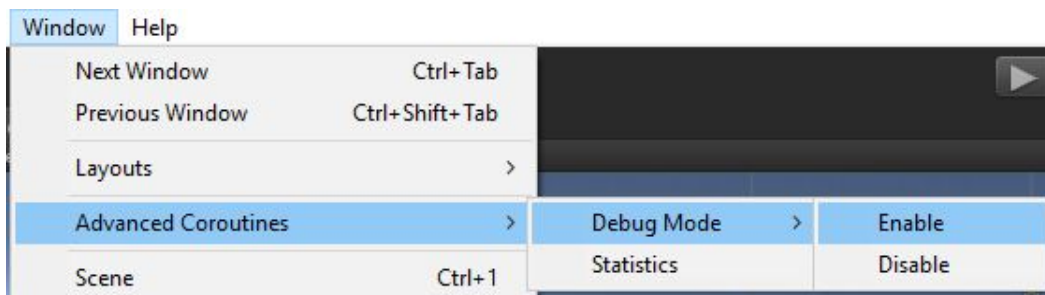 Window Help
Next Window Ctrl+Tab
Previous Window Ctrl+Shift+Tab
Layouts
Advanced Coroutines Debug Mode Enable
Statistics Disable
Scene Ctrl+1